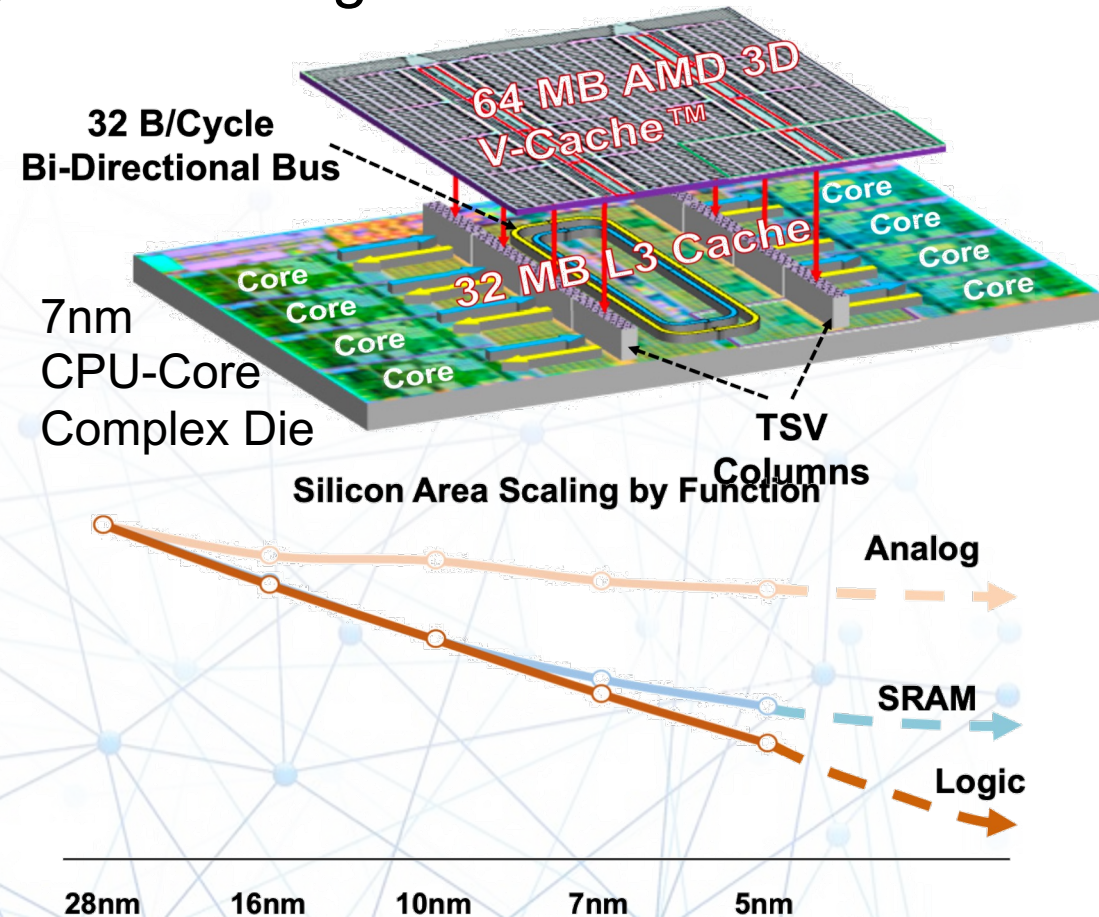 64 MB AMD 3D
V-Cache™
32 B/Cycle
Bi-Directional Bus
Core
Core
Core
Core
32 MB L3 Cache
Core
Core
Core
Core
7nm
CPU-Core
Complex Die
TSV
Columns
Silicon Area Scaling by Function
Analog
SRAM
Logic
28nm 16nm 10nm 7nm 5nm